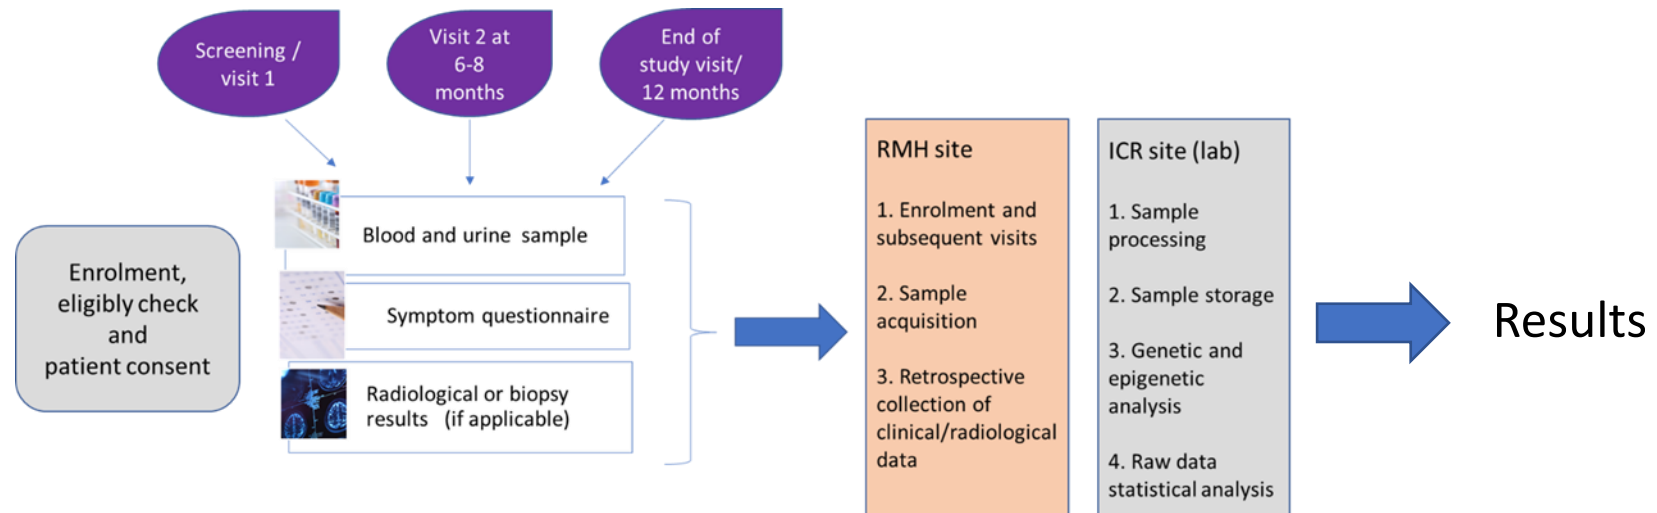 Screening /
visit 1
Visit 2 at
6-8
months
End of
study visit/
12 months
Enrolment,
eligibly check
and
patient consent
Blood and urine sample
Symptom questionnaire
Radiological or biopsy
results (if applicable)
RMH site
1. Enrolment and
subsequent visits
2. Sample
acquisition
3. Retrospective
collection of
clinical/radiological
data
ICR site (lab)
1. Sample
processing
2. Sample storage
3. Genetic and
epigenetic
analysis
4. Raw data
statistical analysis
Results